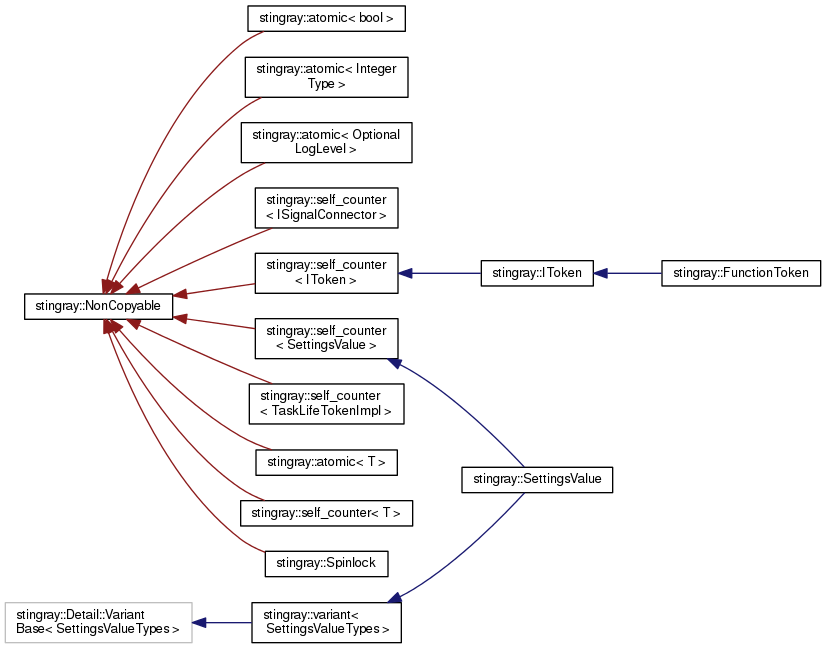 stingray::atomic< bool >
stingray::atomic< Integer
Type >
stingray::atomic< Optional
LogLevel >
stingray::self_counter
< ISignalConnector >
stingray::self_counter
< IToken >
stingray::IToken
stingray::FunctionToken
stingray::NonCopyable
stingray::self_counter
< SettingsValue >
stingray::self_counter
< TaskLifeTokenImpl >
stingray::atomic< T >
stingray::SettingsValue
stingray::self_counter< T >
stingray::Spinlock
stingray::Detail::Variant
Base< SettingsValueTypes >
stingray::variant<
SettingsValueTypes >